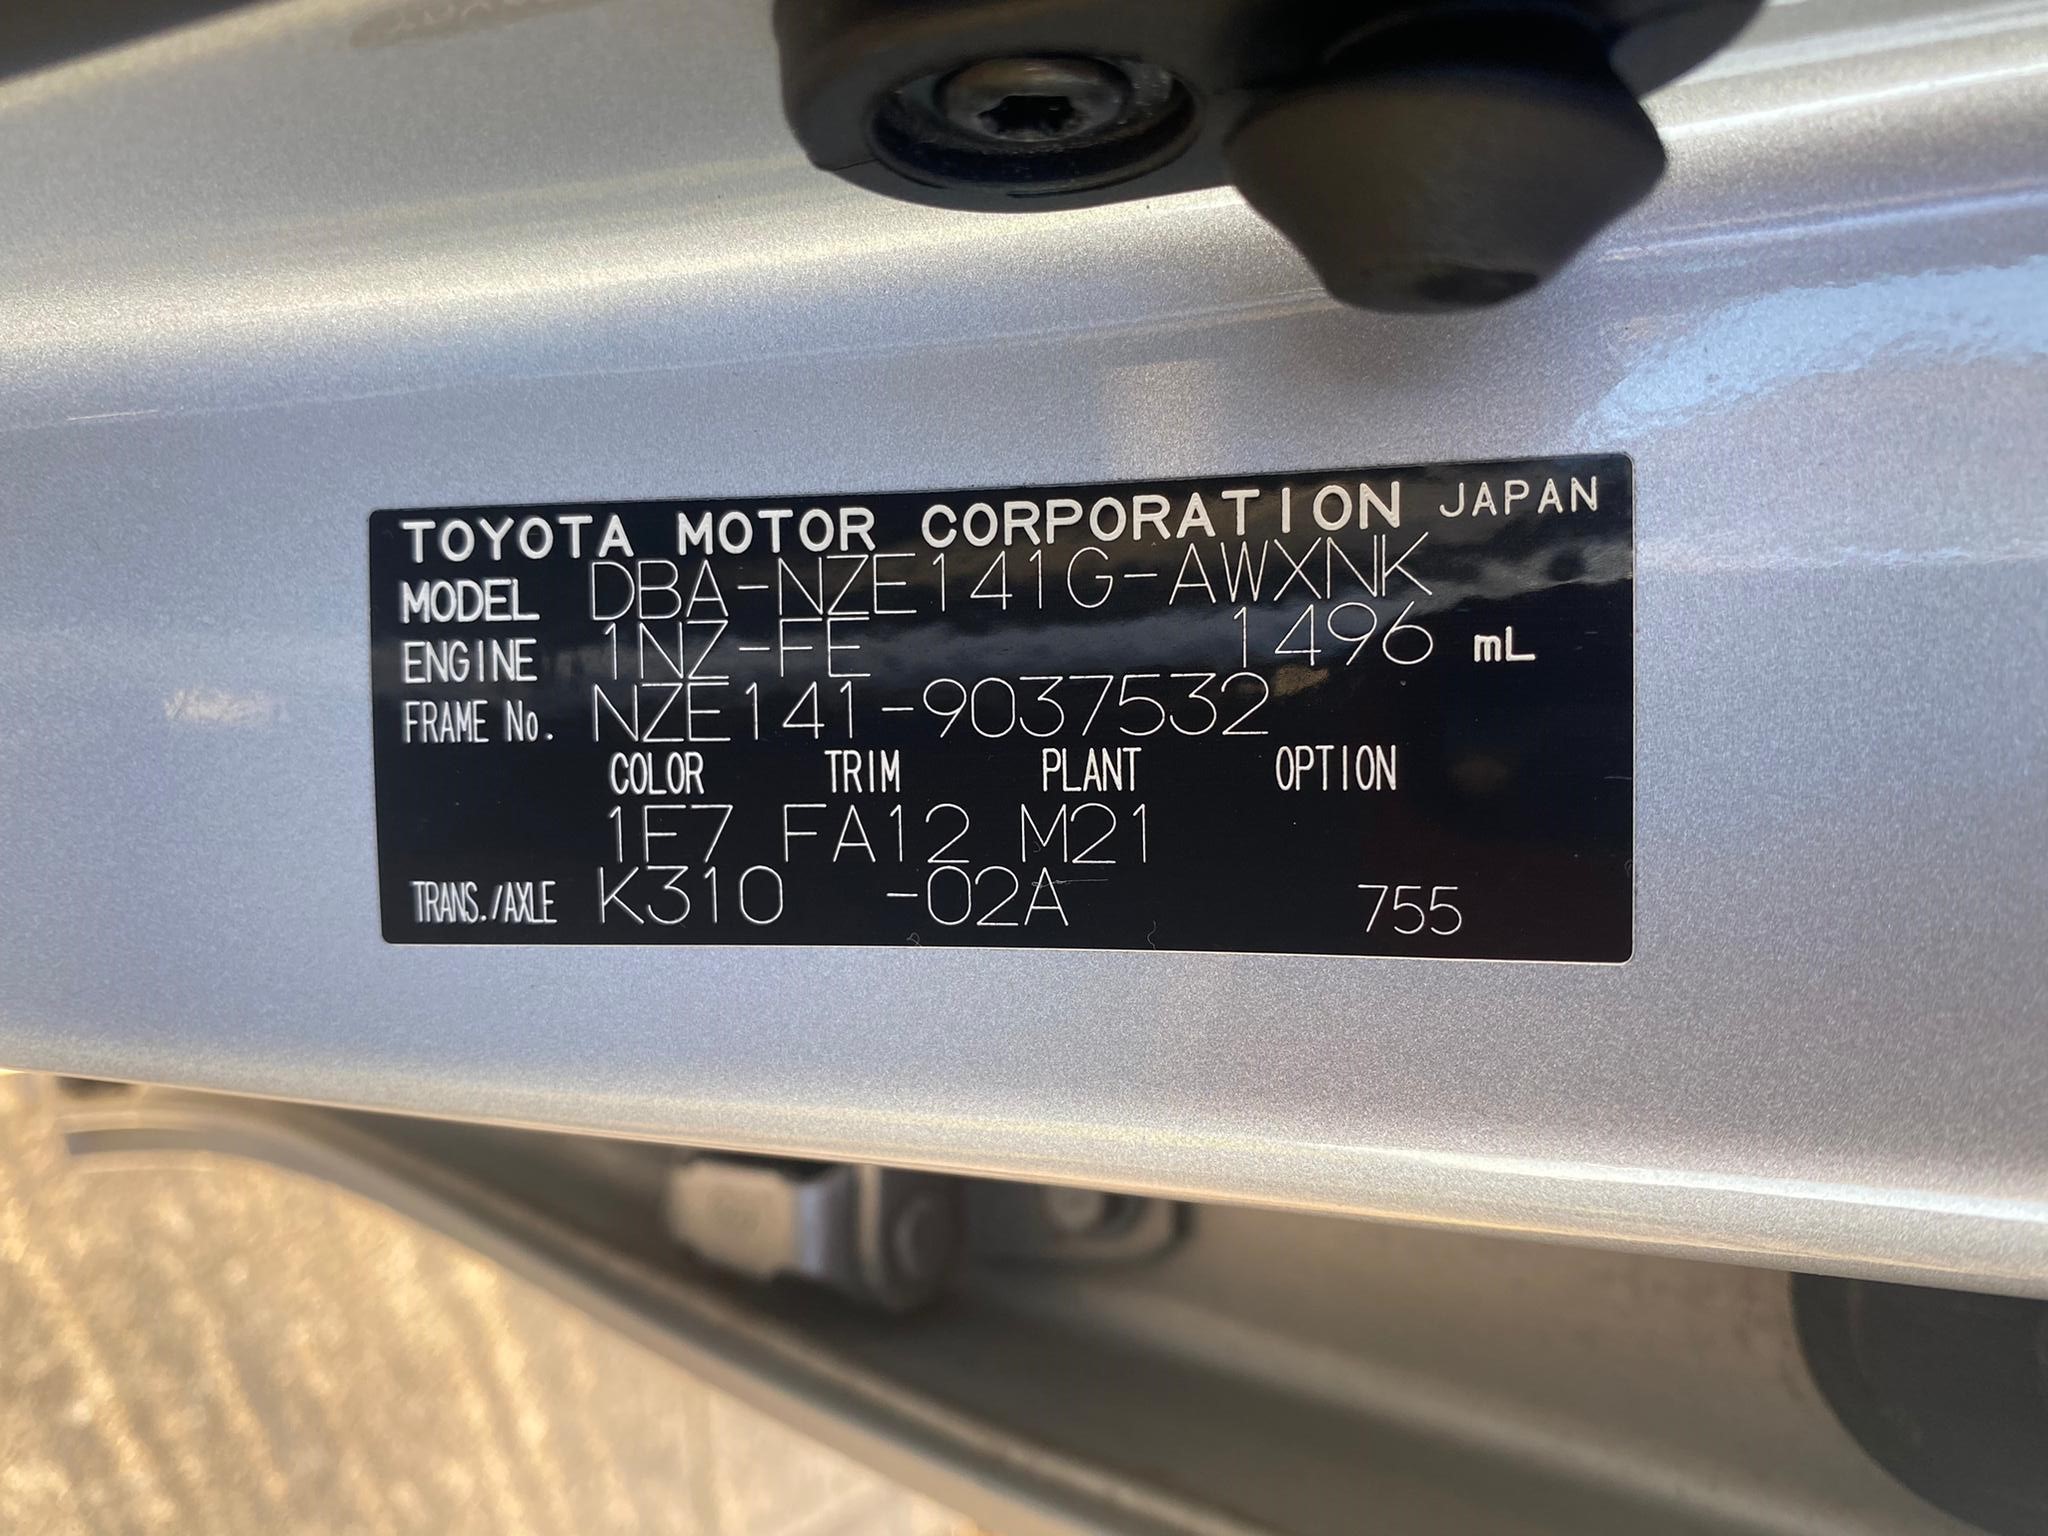 TOYOTA MOTOR CORPORATION JAPAN
MODEL DBA-NZE141G-AWXNK
ENGINE 1NZ-FE 1496 mL
FRAME No. NZE141-9037532
COLOR TRIM PLANT OPTION
1F7 FA12 M21
TRANS./AXLE K310 -02A 755